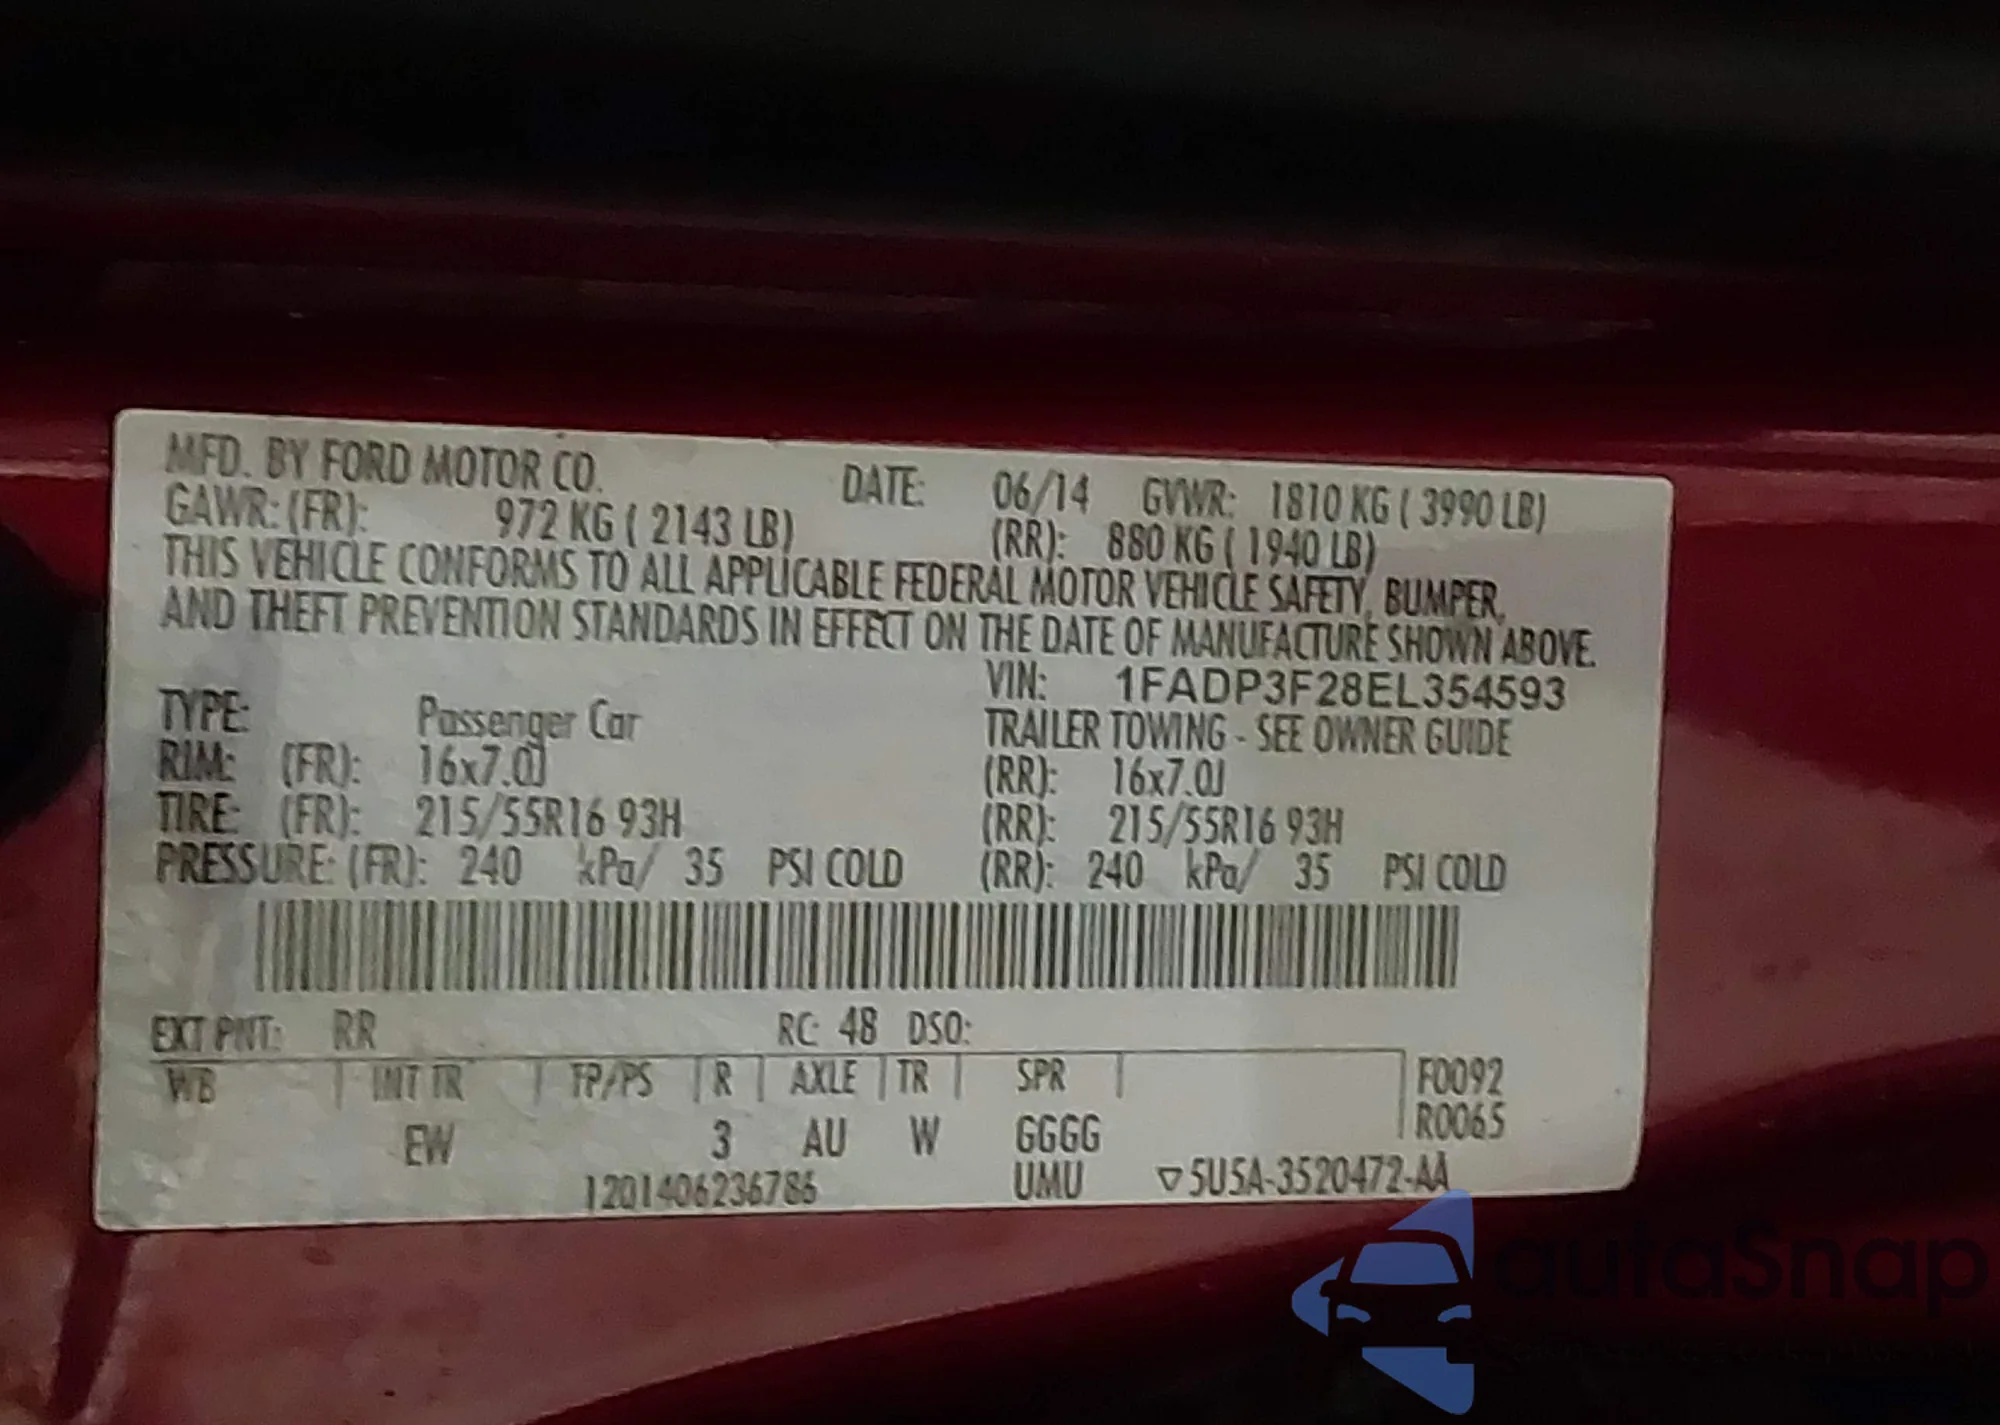 MFD. BY FORD MOTOR CO. DATE: 06/14 GVWR: 1810 KG ( 3990 LB)
GAWR: (FR): 972 KG ( 2143 LB) (RR): 880 KG ( 1940 LB)
THIS VEHICLE CONFORMS TO ALL APPLICABLE FEDERAL MOTOR VEHICLE SAFETY, BUMPER,
AND THEFT PREVENTION STANDARDS IN EFFECT ON THE DATE OF MANUFACTURE SHOWN ABOVE.
VIN: 1FADP3F28EL354593
TYPE: Passenger Car TRAILER TOWING - SEE OWNER GUIDE
RIM: (FR): 16x7.0J (RR): 16x7.0J
TIRE: (FR): 215/55R16 93H (RR): 215/55R16 93H
PRESSURE: (FR): 240 kPa/ 35 PSI COLD (RR): 240 kPa/ 35 PSI COLD
EXT PNT: RR RC: 48 DSO:
WB INT TR TP/PS R AXLE TR SPR F0092
R0065
EW 3 AU W GGGG
1201406236786 UMU ▽5U5A-3520472-AA
autaSnap